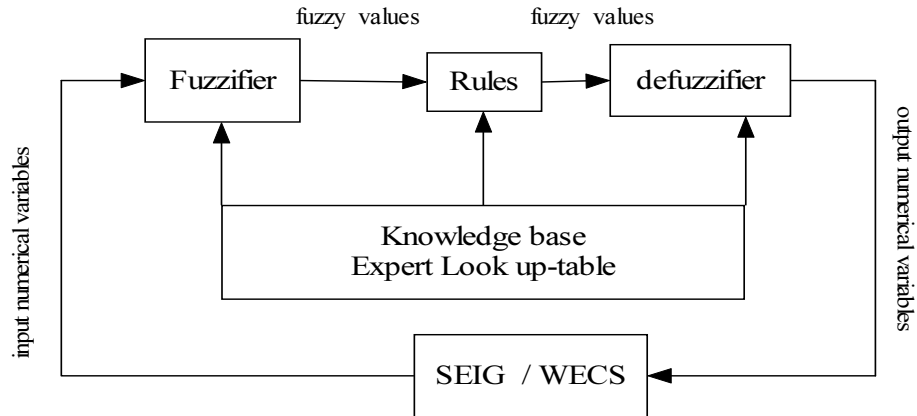 fuzzy values
fuzzy values
Fuzzifier
Rules
defuzzifier
input numerical variables
output numerical variables
Knowledge base
Expert Look up-table
SEIG / WECS